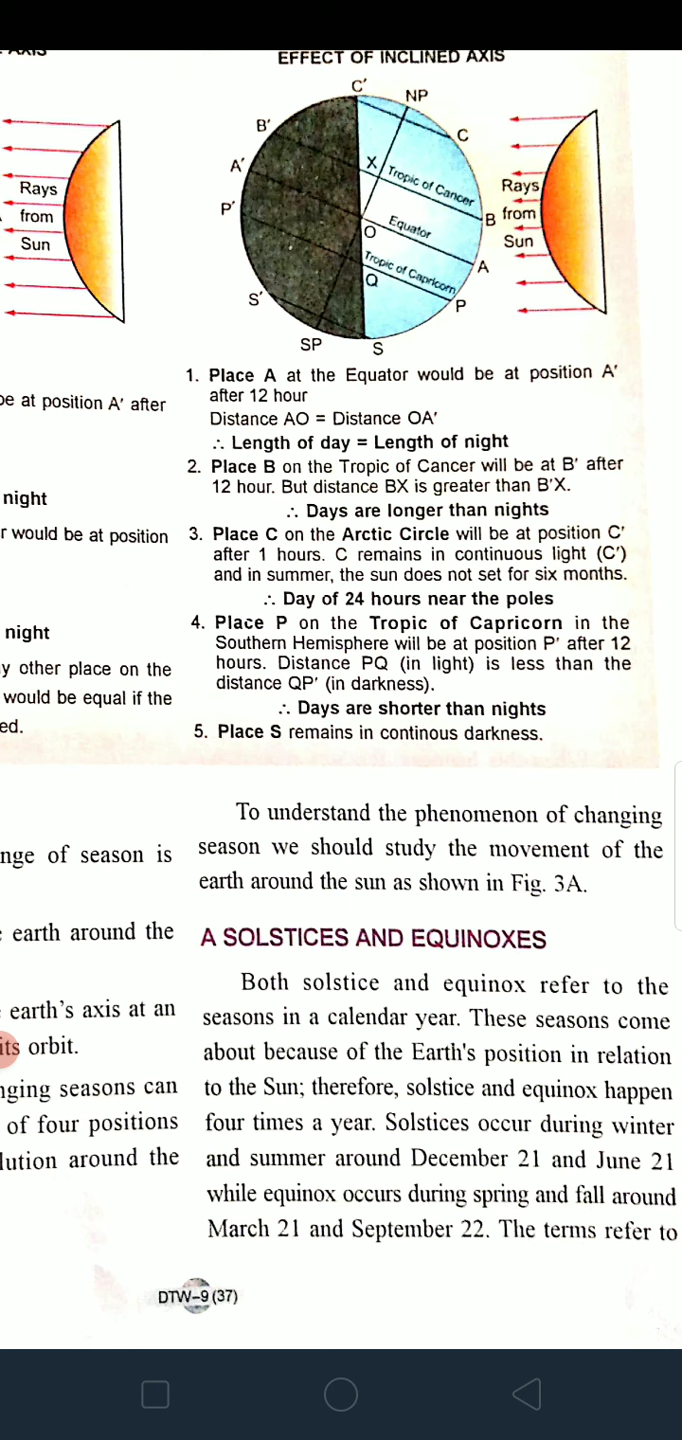 EFFECT OF INCLINED AXIS
C′
NP
B′
C
A′
X
Tropic of Cancer
P′
B
Equator
O
A
Tropic of Capricorn
Q
S′
P
SP
S
Rays
from
Sun
Rays
from
Sun
be at position A′ after
night
r would be at position
night
y other place on the
would be equal if the
ed.
1. Place A at the Equator would be at position A′
after 12 hour
Distance AO = Distance OA′
∴ Length of day = Length of night
2. Place B on the Tropic of Cancer will be at B′ after
12 hour. But distance BX is greater than B′X.
∴ Days are longer than nights
3. Place C on the Arctic Circle will be at position C′
after 1 hours. C remains in continuous light (C′)
and in summer, the sun does not set for six months.
∴ Day of 24 hours near the poles
4. Place P on the Tropic of Capricorn in the
Southern Hemisphere will be at position P′ after 12
hours. Distance PQ (in light) is less than the
distance QP′ (in darkness).
∴ Days are shorter than nights
5. Place S remains in continous darkness.
nge of season is
earth around the
earth's axis at an
its orbit.
nging seasons can
of four positions
lution around the
To understand the phenomenon of changing
season we should study the movement of the
earth around the sun as shown in Fig. 3A.
A SOLSTICES AND EQUINOXES
Both solstice and equinox refer to the
seasons in a calendar year. These seasons come
about because of the Earth's position in relation
to the Sun; therefore, solstice and equinox happen
four times a year. Solstices occur during winter
and summer around December 21 and June 21
while equinox occurs during spring and fall around
March 21 and September 22. The terms refer to
DTW–9 (37)